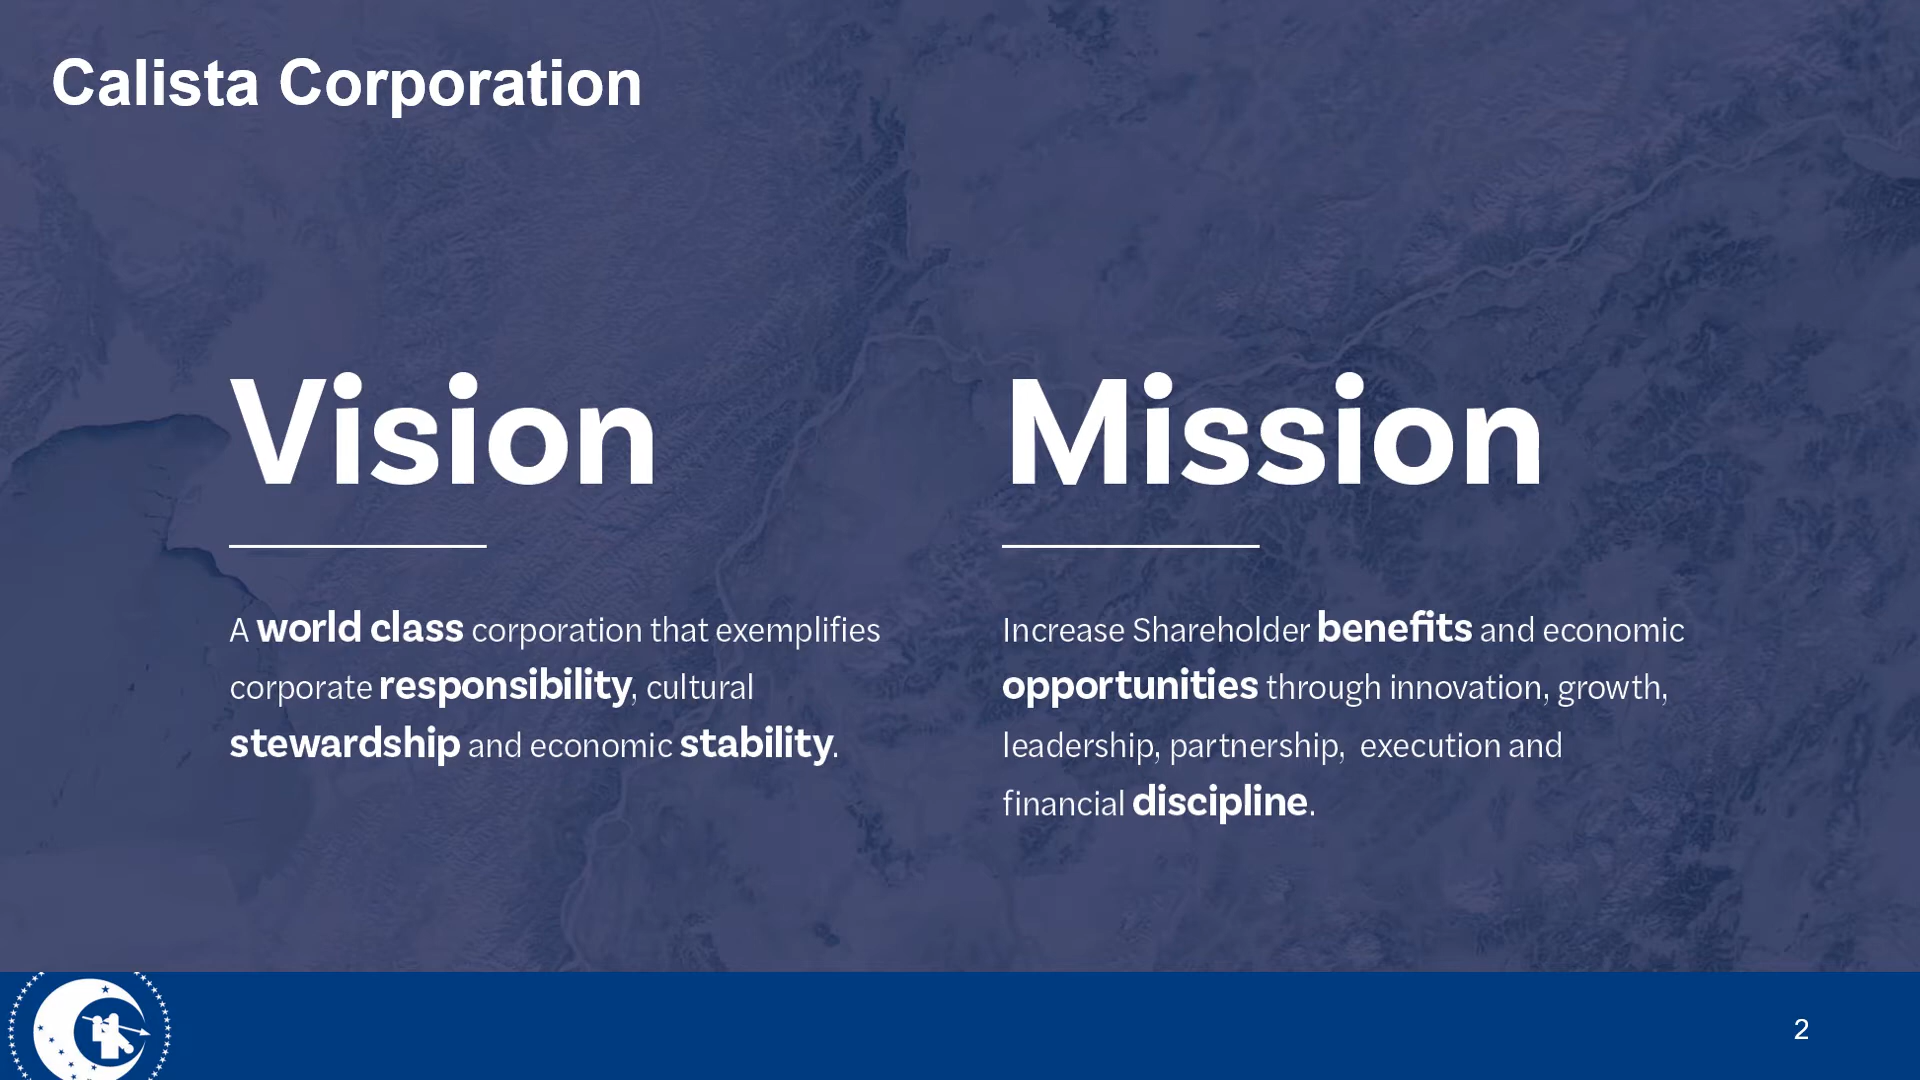 Calista Corporation
Vision
A world class corporation that exemplifies
corporate responsibility, cultural
stewardship and economic stability.
Mission
Increase Shareholder benefits and economic
opportunities through innovation, growth,
leadership, partnership,  execution and
financial discipline.
2